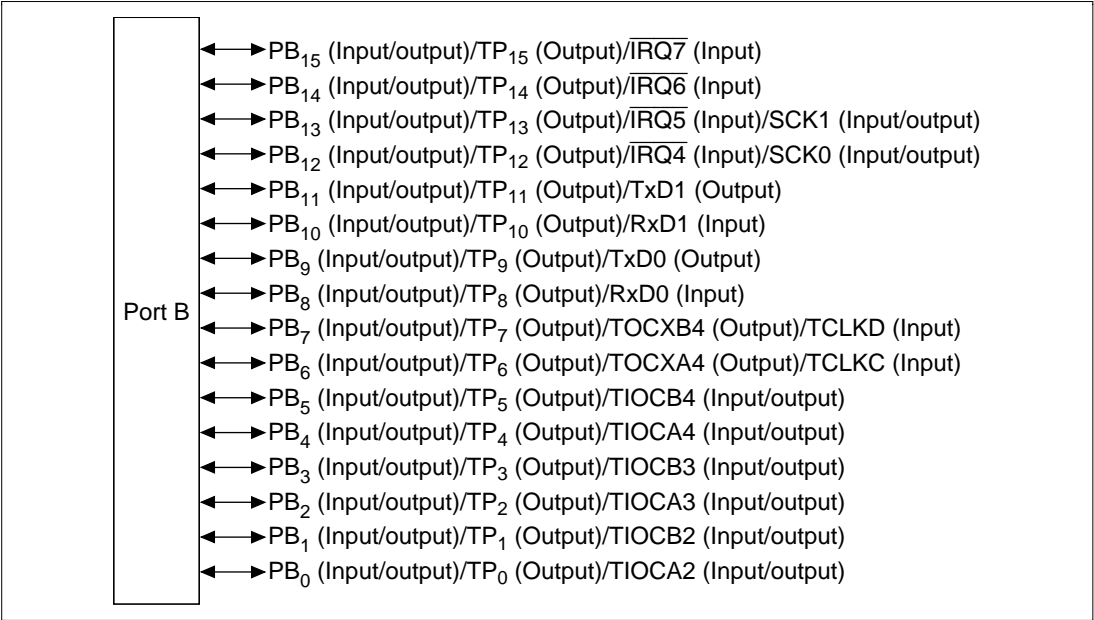 PB₁₅ (Input/output)/TP₁₅ (Output)/I̅R̅Q̅7̅ (Input)
PB₁₄ (Input/output)/TP₁₄ (Output)/I̅R̅Q̅6̅ (Input)
PB₁₃ (Input/output)/TP₁₃ (Output)/I̅R̅Q̅5̅ (Input)/SCK1 (Input/output)
PB₁₂ (Input/output)/TP₁₂ (Output)/I̅R̅Q̅4̅ (Input)/SCK0 (Input/output)
PB₁₁ (Input/output)/TP₁₁ (Output)/TxD1 (Output)
PB₁₀ (Input/output)/TP₁₀ (Output)/RxD1 (Input)
PB₉ (Input/output)/TP₉ (Output)/TxD0 (Output)
PB₈ (Input/output)/TP₈ (Output)/RxD0 (Input)
Port B
PB₇ (Input/output)/TP₇ (Output)/TOCXB4 (Output)/TCLKD (Input)
PB₆ (Input/output)/TP₆ (Output)/TOCXA4 (Output)/TCLKC (Input)
PB₅ (Input/output)/TP₅ (Output)/TIOCB4 (Input/output)
PB₄ (Input/output)/TP₄ (Output)/TIOCA4 (Input/output)
PB₃ (Input/output)/TP₃ (Output)/TIOCB3 (Input/output)
PB₂ (Input/output)/TP₂ (Output)/TIOCA3 (Input/output)
PB₁ (Input/output)/TP₁ (Output)/TIOCB2 (Input/output)
PB₀ (Input/output)/TP₀ (Output)/TIOCA2 (Input/output)